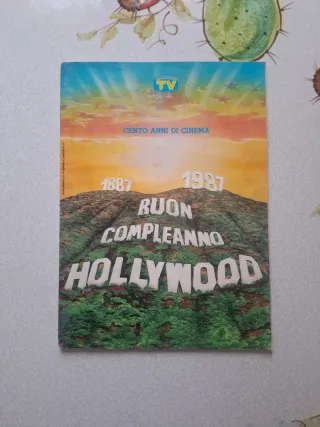 TV
CENTO ANNI DI CINEMA
1887 1987
BUON
COMPLEANNO
HOLLYWOOD